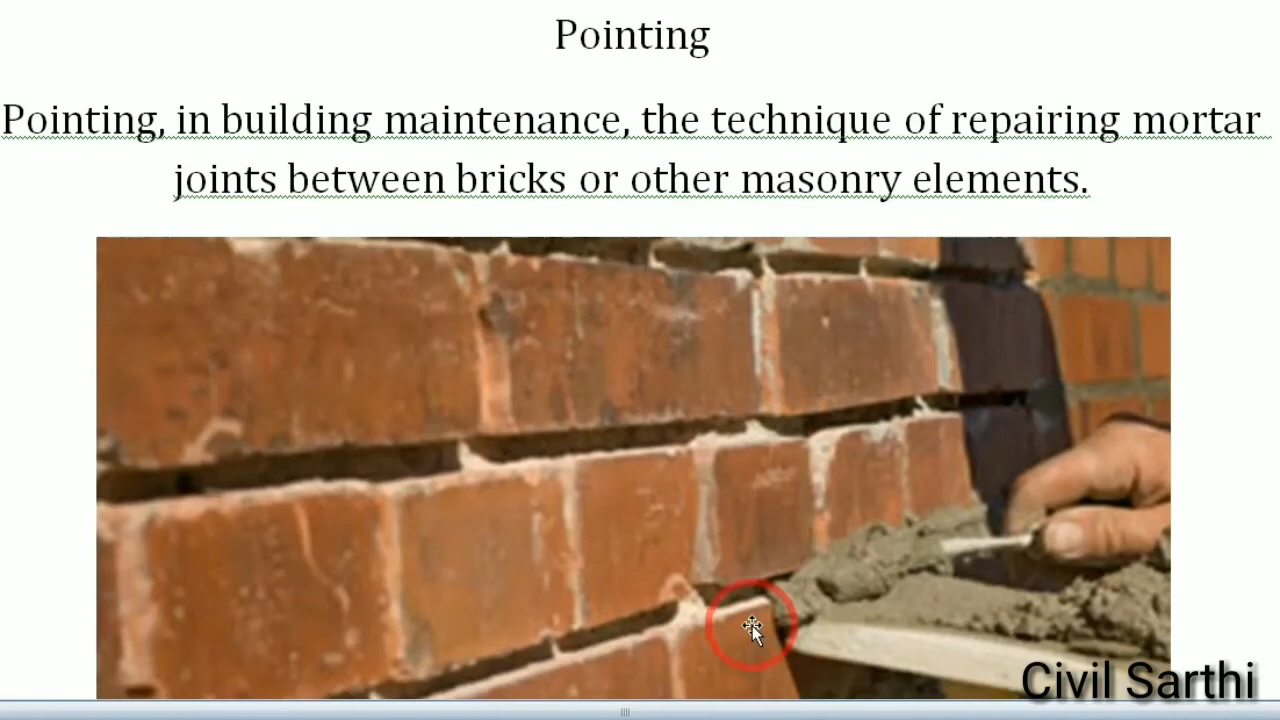 Pointing
Pointing, in building maintenance, the technique of repairing mortar
joints between bricks or other masonry elements.
Civil Sarthi